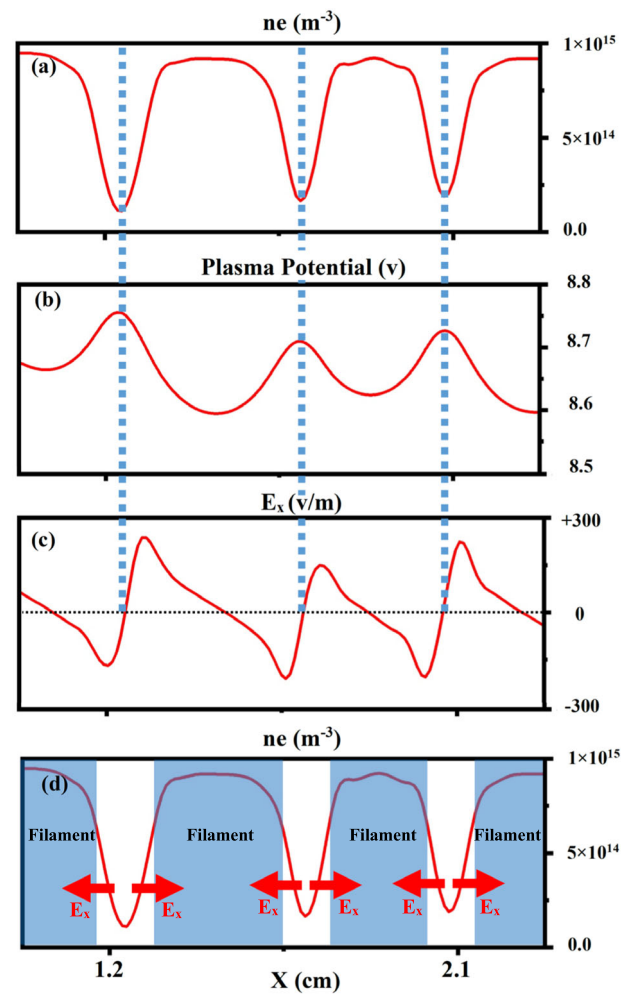 ne (m⁻³)
(a)
1×10¹⁵
5×10¹⁴
0.0
Plasma Potential (v)
(b)
8.8
8.7
8.6
8.5
Eₓ (v/m)
(c)
+300
0
-300
ne (m⁻³)
(d)
1×10¹⁵
Filament Filament Filament Filament
5×10¹⁴
Eₓ Eₓ Eₓ Eₓ Eₓ Eₓ
0.0
1.2 2.1
X (cm)